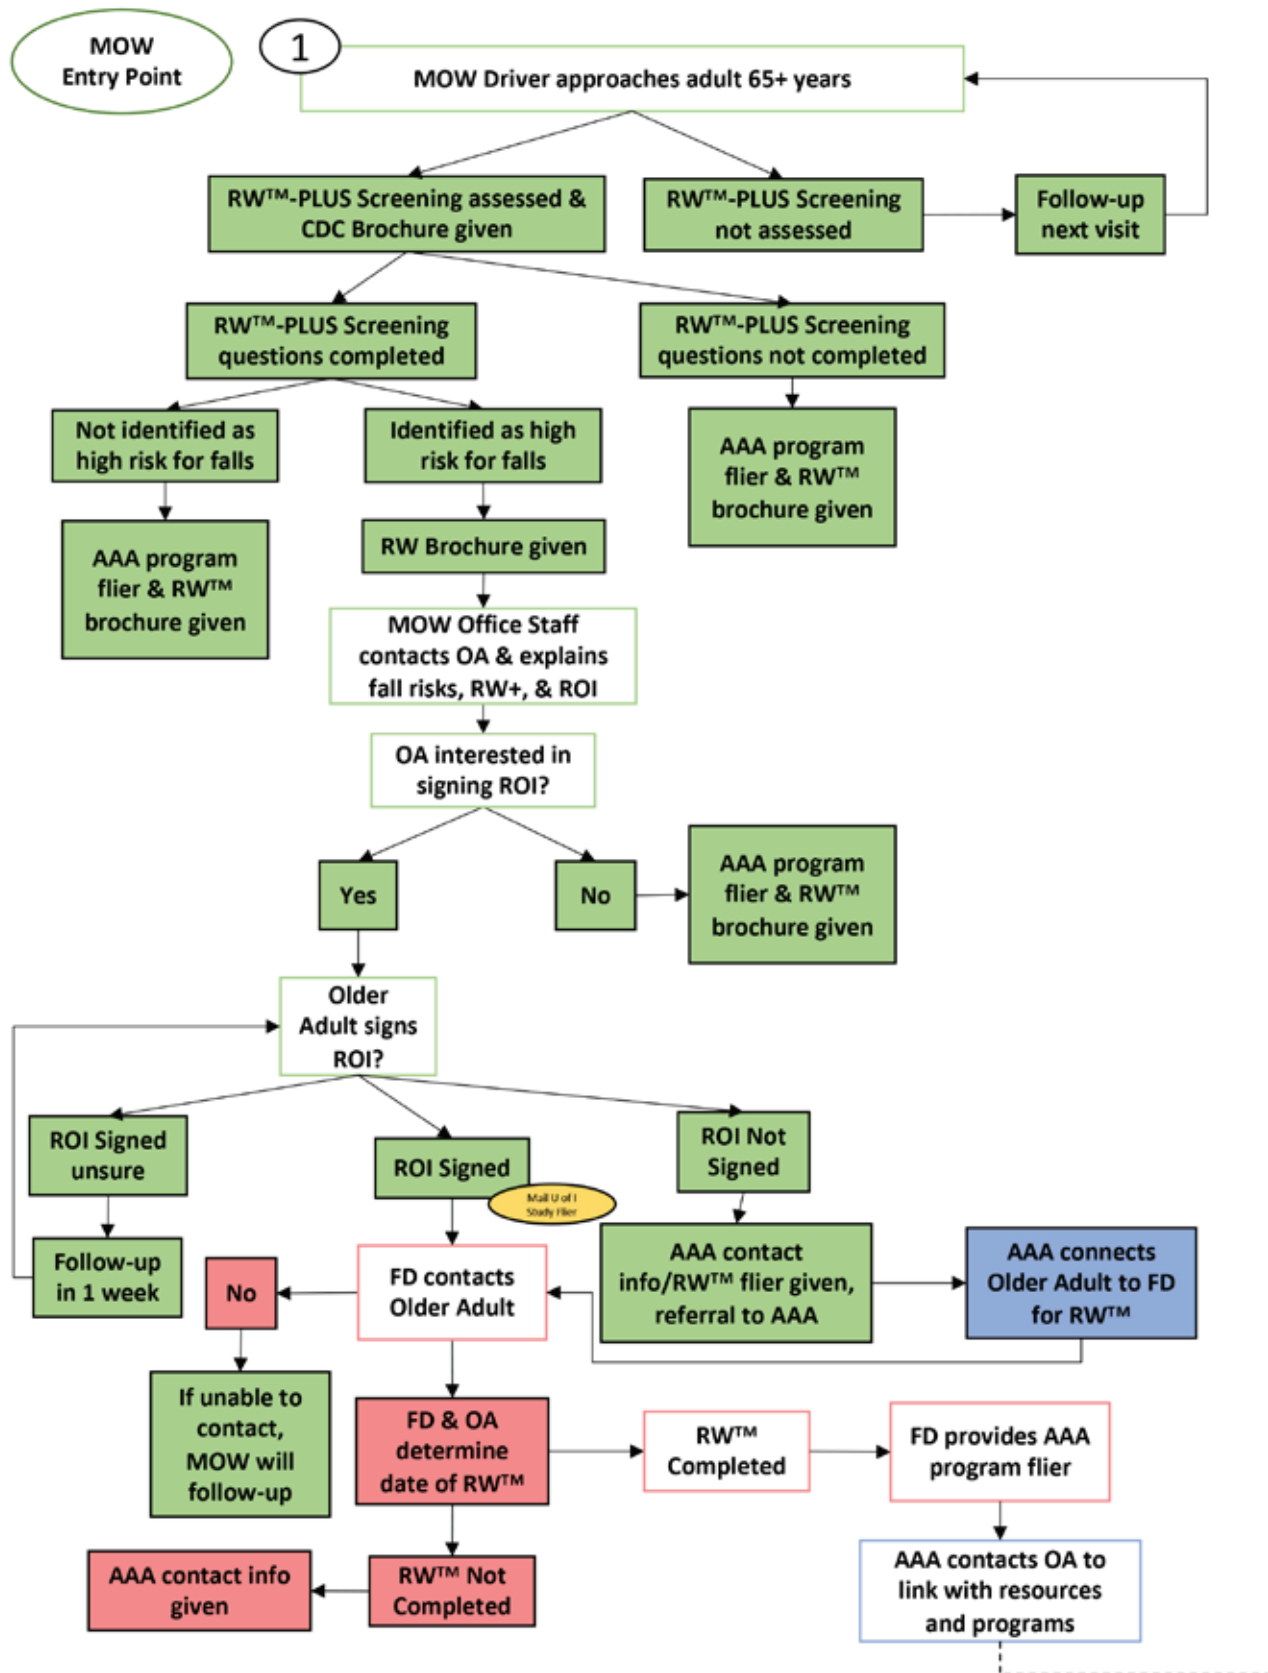 MOW
Entry Point
1
MOW Driver approaches adult 65+ years
RW™-PLUS Screening assessed &
CDC Brochure given
RW™-PLUS Screening
not assessed
Follow-up
next visit
RW™-PLUS Screening
questions completed
RW™-PLUS Screening
questions not completed
Not identified as
high risk for falls
Identified as high
risk for falls
AAA program
flier & RW™
brochure given
AAA program
flier & RW™
brochure given
RW Brochure given
MOW Office Staff
contacts OA & explains
fall risks, RW+, & ROI
OA interested in
signing ROI?
Yes
No
AAA program
flier & RW™
brochure given
Older
Adult signs
ROI?
ROI Signed
unsure
ROI Signed
Mail U of I
Study Flier
ROI Not
Signed
Follow-up
in 1 week
No
FD contacts
Older Adult
AAA contact
info/RW™ flier given,
referral to AAA
AAA connects
Older Adult to FD
for RW™
If unable to
contact,
MOW will
follow-up
FD & OA
determine
date of RW™
RW™
Completed
FD provides AAA
program flier
AAA contact info
given
RW™ Not
Completed
AAA contacts OA to
link with resources
and programs